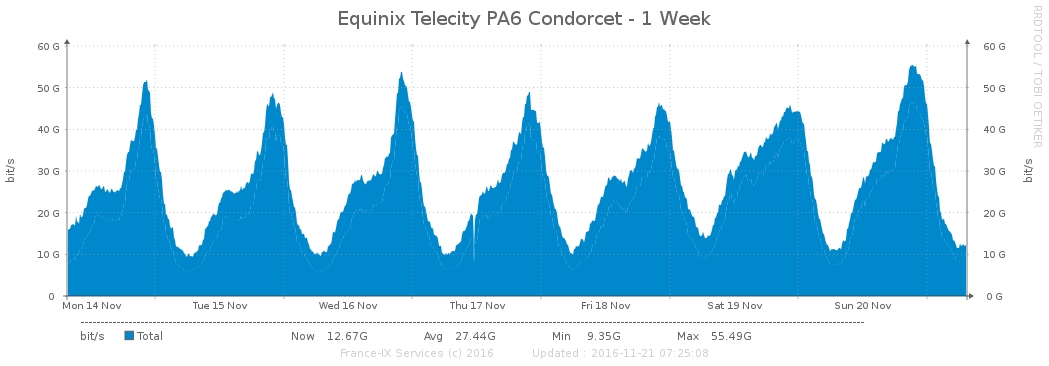 Equinix Telecity PA6 Condorcet - 1 Week
RRDTOOL / TOBI OETIKER
60 G 60 G
50 G 50 G
40 G 40 G
30 G 30 G
20 G 20 G
10 G 10 G
0 0 G
bit/s bit/s
Mon 14 Nov Tue 15 Nov Wed 16 Nov Thu 17 Nov Fri 18 Nov Sat 19 Nov Sun 20 Nov
bit/s Total Now 12.67G Avg 27.44G Min 9.35G Max 55.49G
France-IX Services (c) 2016 Updated : 2016-11-21 07:25:08